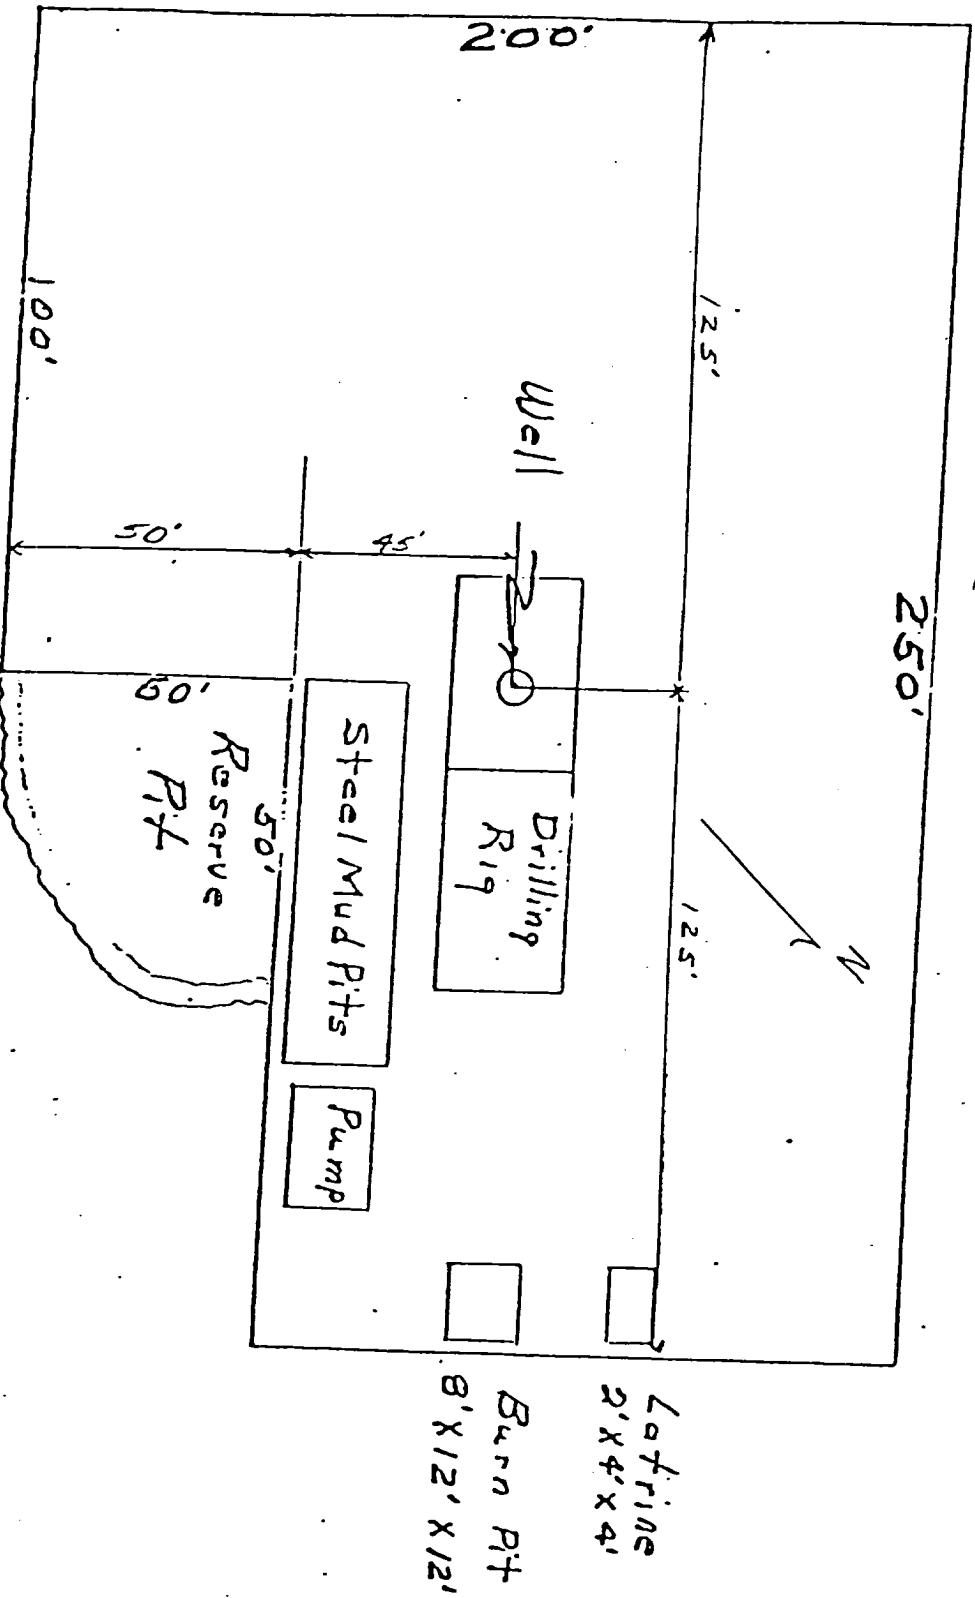 200'
250'
125'
125'
100'
Well
50'
45'
60'
N
Drilling
Rig
Steel Mud Pits
50'
Reserve
Pit
Pump
Latrine
2'X4'X4'
Burn Pit
8'X12'X12'